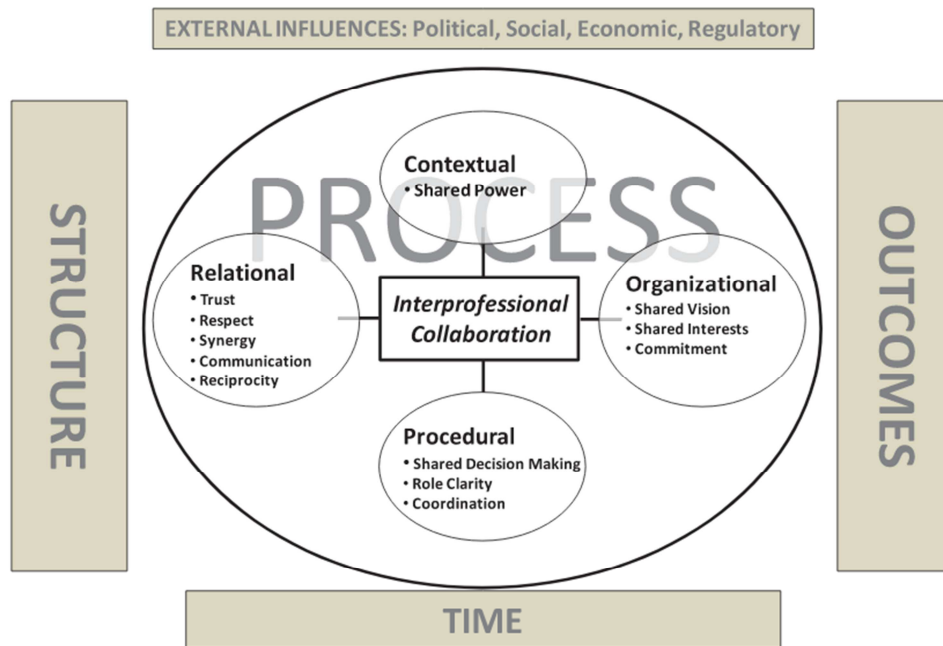 EXTERNAL INFLUENCES: Political, Social, Economic, Regulatory
STRUCTURE
PROCESS
Contextual
• Shared Power
Relational
• Trust
• Respect
• Synergy
• Communication
• Reciprocity
Interprofessional
Collaboration
Organizational
• Shared Vision
• Shared Interests
• Commitment
Procedural
• Shared Decision Making
• Role Clarity
• Coordination
OUTCOMES
TIME